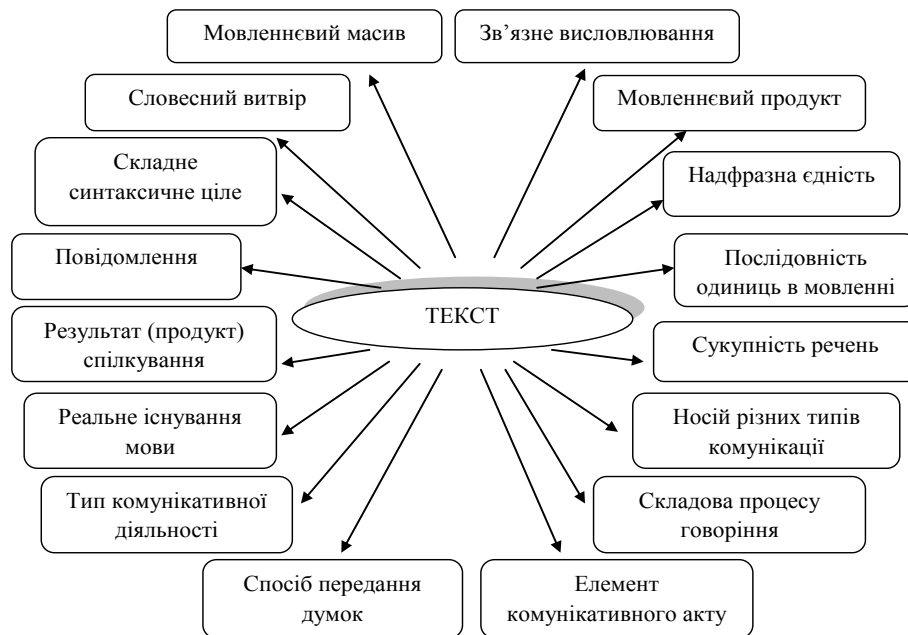 Мовленнєвий масив
Зв’язне висловлювання
Словесний витвір
Мовленнєвий продукт
Складне
синтаксичне ціле
Надфразна єдність
Повідомлення
Послідовність
одиниць в мовленні
ТЕКСТ
Результат (продукт)
спілкування
Сукупність речень
Реальне існування
мови
Носій різних типів
комунікації
Тип комунікативної
діяльності
Складова процесу
говоріння
Спосіб передання
думок
Елемент
комунікативного акту